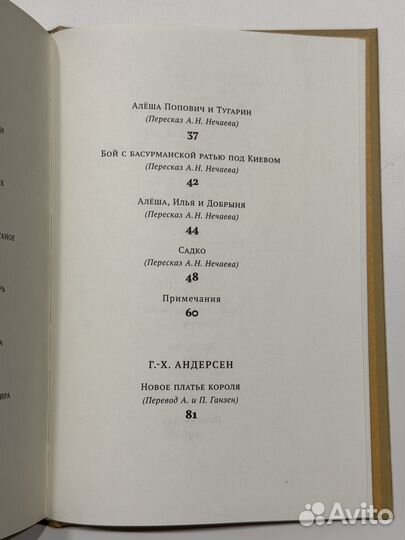 Алёша Попович и Тугарин
(Пересказ А. Н. Нечаева)
37
Бой с басурманской ратью под Киевом
(Пересказ А. Н. Нечаева)
42
Алёша, Илья и Добрыня
(Пересказ А. Н. Нечаева)
44
Садко
(Пересказ А. Н. Нечаева)
48
Примечания
60
Г.-Х. АНДЕРСЕН
Новое платье короля
(Перевод А. и П. Ганзен)
81
Avito